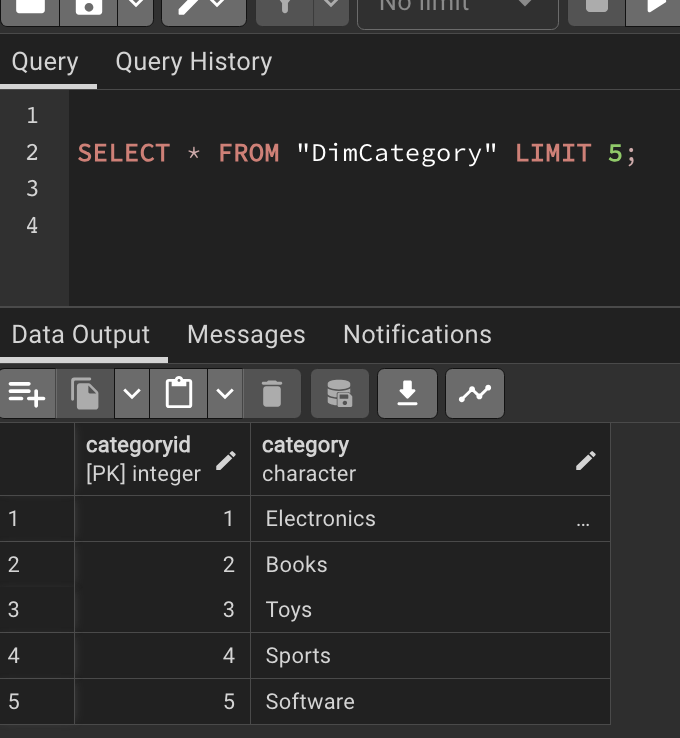 No limit
Query Query History
1
2 SELECT * FROM "DimCategory" LIMIT 5;
3
4
Data Output Messages Notifications
categoryid category
[PK] integer character
1 1 Electronics ...
2 2 Books
3 3 Toys
4 4 Sports
5 5 Software